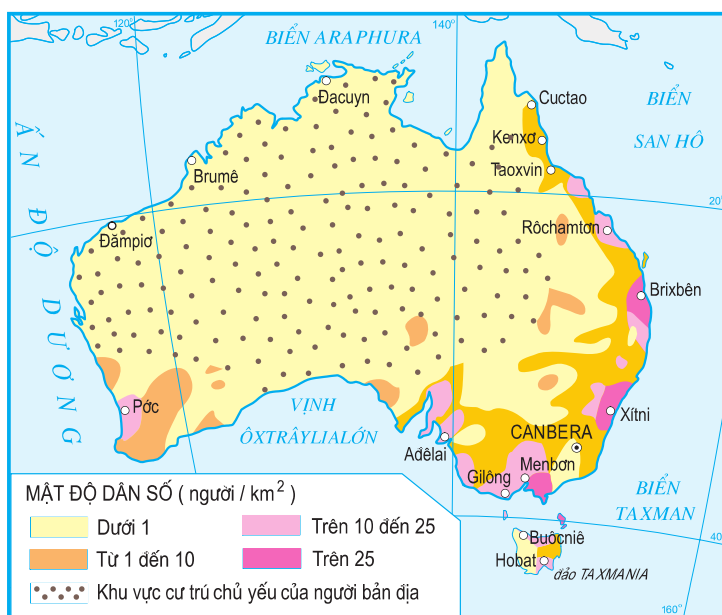 120°
140°
BIỂN ARAPHURA
Đacuyn
Cuctao
BIỂN
SAN HÔ
Kenxơ
Taoxvin
Brumê
20°
Đămpiơ
Rôchamtơn
ẤN ĐỘ DƯƠNG
Brixbên
Pớc
VỊNH
ÔXTRÂYLIALỚN
Xítni
Ađêlai
CANBERA
Menbơn
Gilông
BIỂN
TAXMAN
MẬT ĐỘ DÂN SỐ ( người / km²)
Dưới 1
Trên 10 đến 25
Từ 1 đến 10
Trên 25
Khu vực cư trú chủ yếu của người bản địa
Buôcniê
40
Hobat
đảo TAXMANIA
160°